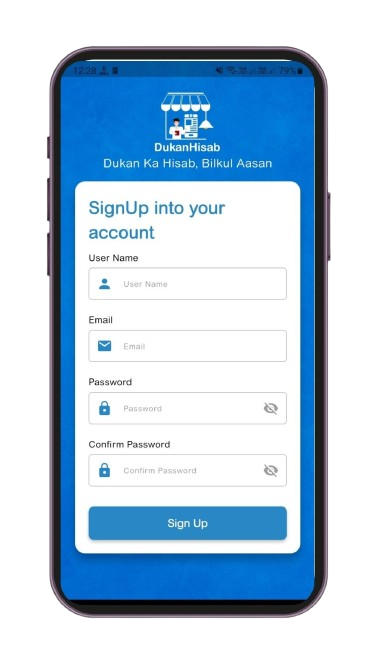 12:28
79%
DukanHisab
Dukan Ka Hisab, Bilkul Aasan
SignUp into your
account
User Name
User Name
Email
Email
Password
Password
Confirm Password
Confirm Password
Sign Up